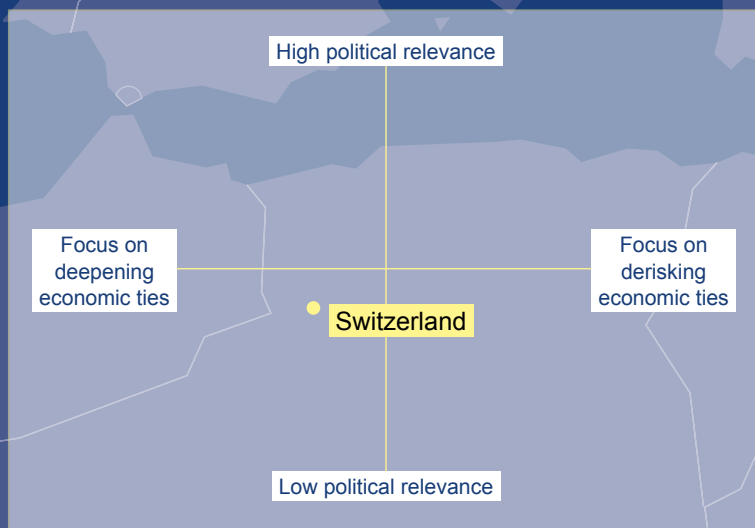 High political relevance
Focus on
deepening
economic ties
Focus on
derisking
economic ties
Switzerland
Low political relevance